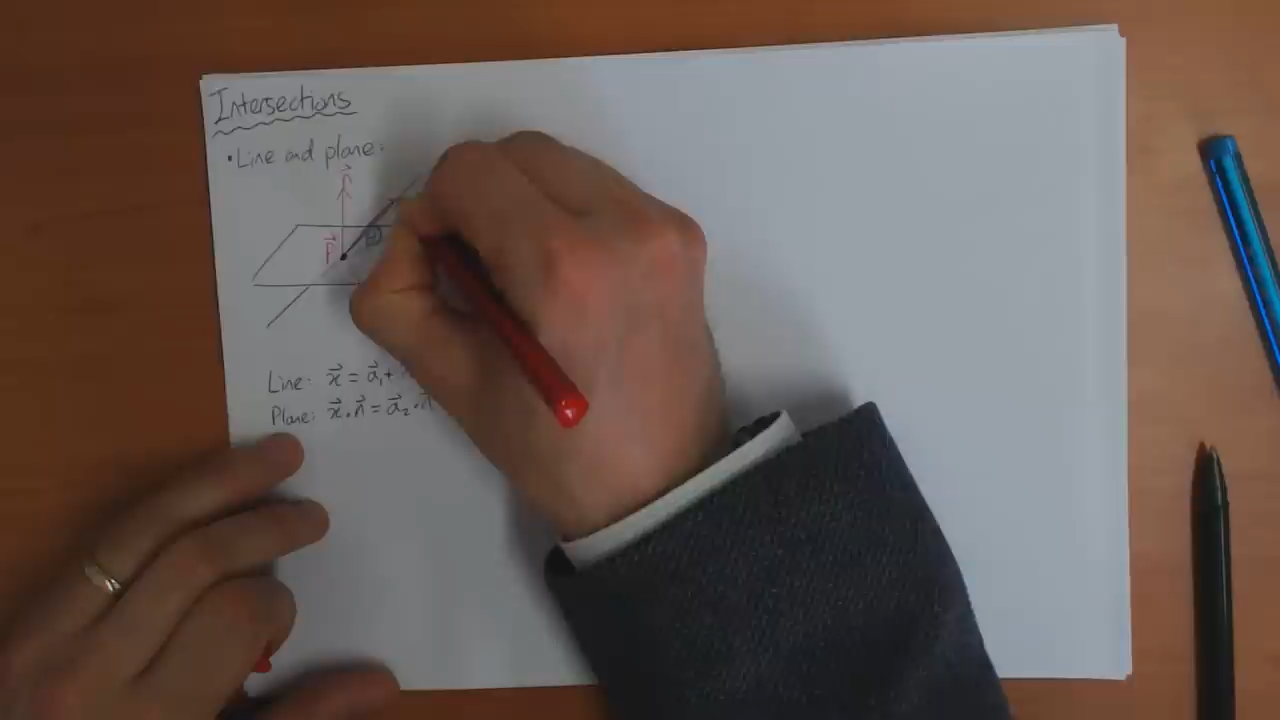 Intersections
• Line and plane:
n⃗
p⃗
Line: x⃗ = a⃗₁ +
Plane: x⃗ . n⃗ = a⃗₂ . n⃗